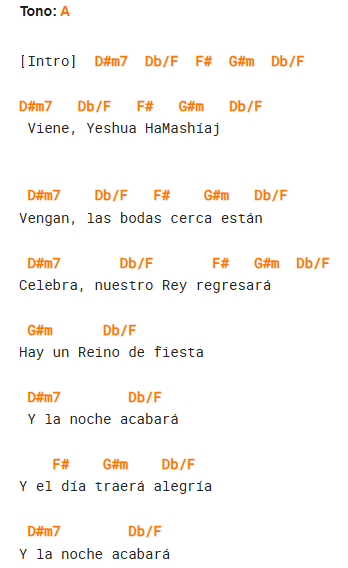 Tono: A
[Intro]  D#m7  Db/F  F#  G#m  Db/F
D#m7   Db/F   F#   G#m   Db/F
Viene, Yeshua HaMashíaj
D#m7    Db/F   F#    G#m   Db/F
Vengan, las bodas cerca están
D#m7       Db/F       F#   G#m  Db/F
Celebra, nuestro Rey regresará
G#m      Db/F
Hay un Reino de fiesta
D#m7        Db/F
Y la noche acabará
F#    G#m    Db/F
Y el día traerá alegría
D#m7        Db/F
Y la noche acabará